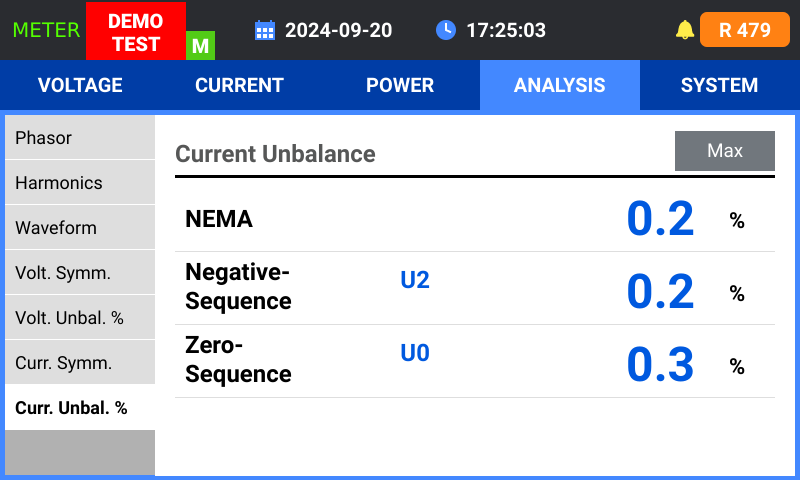 METER
DEMO
TEST
M
2024-09-20
17:25:03
R 479
VOLTAGE
CURRENT
POWER
ANALYSIS
SYSTEM
Phasor
Harmonics
Waveform
Volt. Symm.
Volt. Unbal. %
Curr. Symm.
Curr. Unbal. %
Current Unbalance
Max
NEMA
0.2 %
Negative-
Sequence
U2
0.2 %
Zero-
Sequence
U0
0.3 %